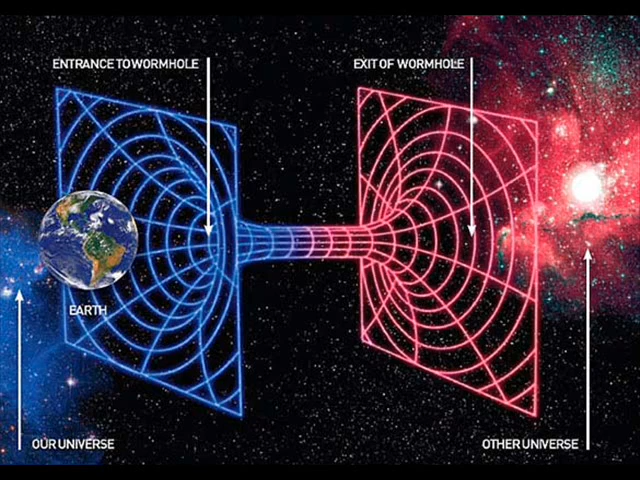 ENTRANCE TO WORMHOLE
EXIT OF WORMHOLE
EARTH
OUR UNIVERSE
OTHER UNIVERSE